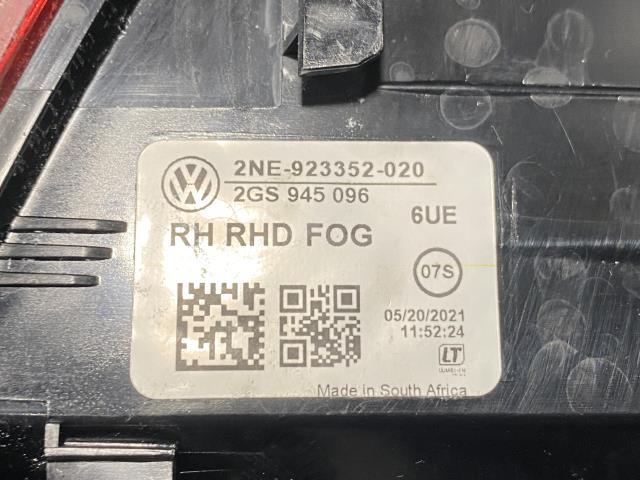 2NE-923352-020
2GS 945 096
6UE
RH RHD FOG
07S
05/20/2021
11:52:24
LT
Made in South Africa